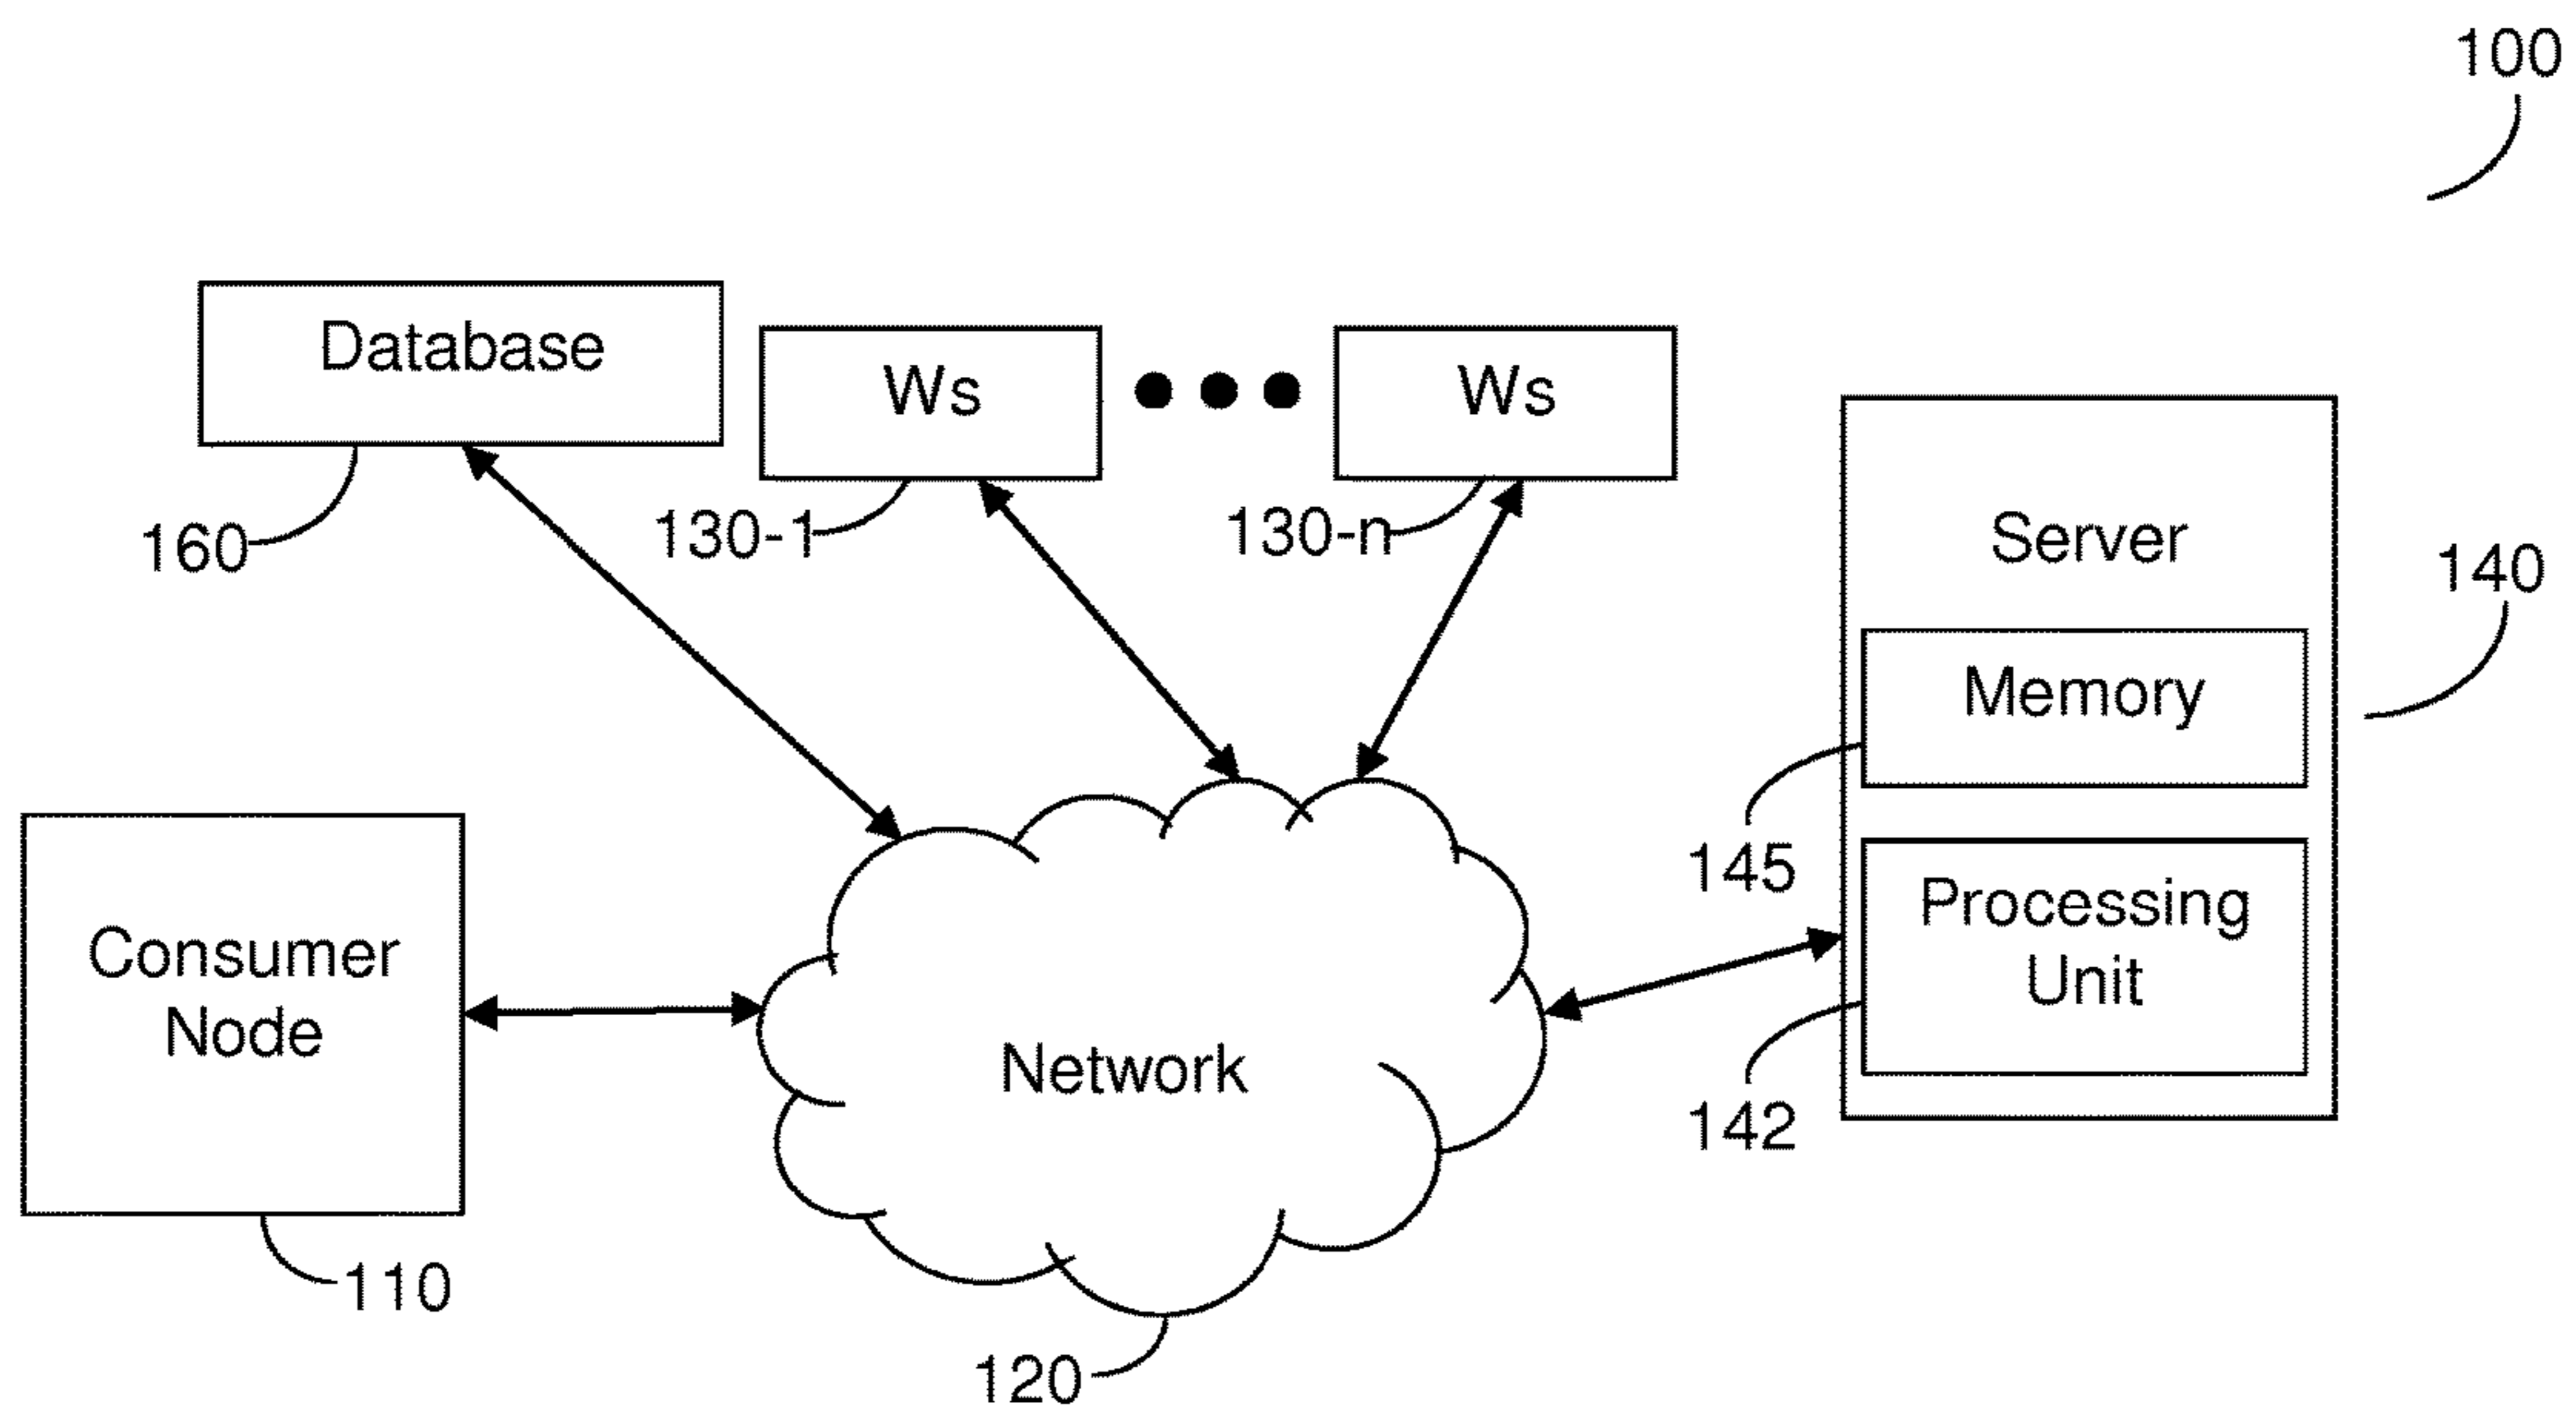 100
Database
Ws
Ws
160
130-1
130-n
Server
140
Memory
145
Processing
Unit
142
Consumer
Node
Network
110
120